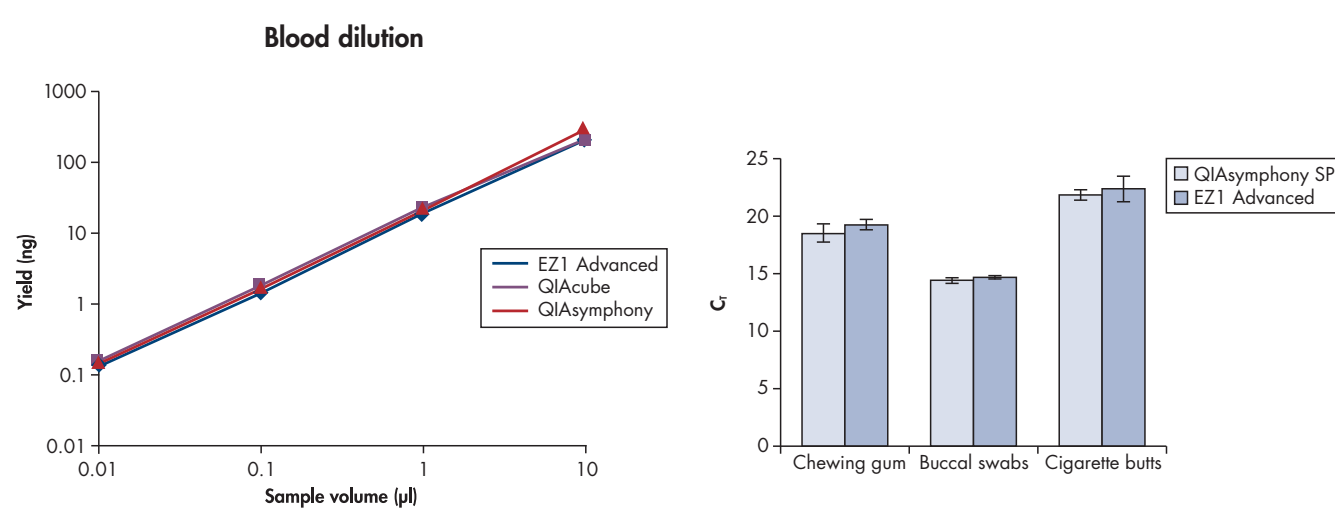 Blood dilution
1000
100
10
1
0.1
0.01
Yield (ng)
0.01 0.1 1 10
Sample volume (µl)
EZ1 Advanced
QIAcube
QIAsymphony
25
20
15
10
5
0
CT
Chewing gum Buccal swabs Cigarette butts
QIAsymphony SP
EZ1 Advanced